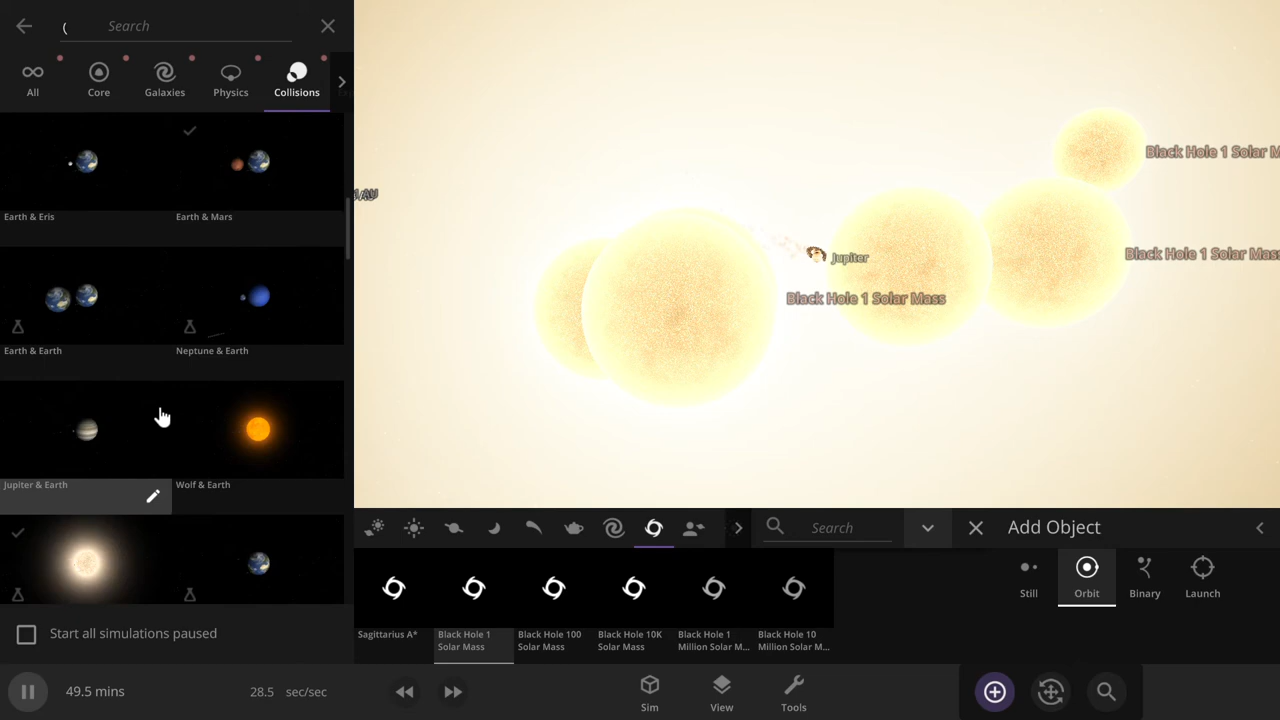 ( Search
All Core Galaxies Physics Collisions
Earth & Eris Earth & Mars
Earth & Earth Neptune & Earth
Jupiter & Earth Wolf & Earth
Start all simulations paused
49.5 mins 28.5 sec/sec
AU
Black Hole 1 Solar M
Black Hole 1 Solar Mass
Jupiter
Black Hole 1 Solar Mass
Search
Add Object
Still Orbit Binary Launch
Sagittarius A* Black Hole 1 Black Hole 100 Black Hole 10K Black Hole 1 Black Hole 10
Solar Mass Solar Mass Solar Mass Million Solar M... Million Solar M...
Sim View Tools